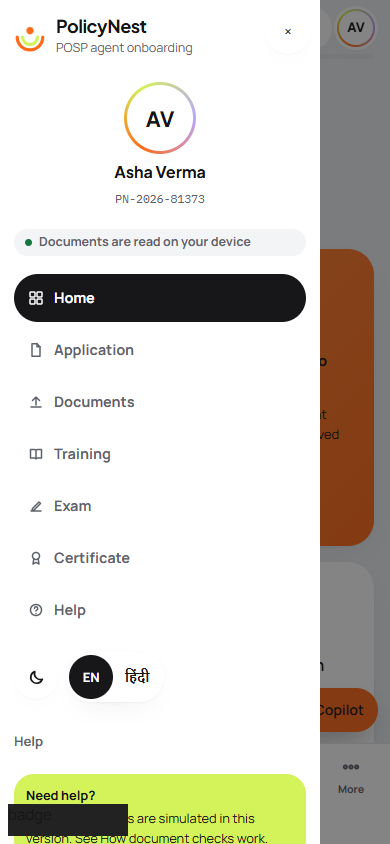 PolicyNest
POSP agent onboarding
×
AV
AV
Asha Verma
PN-2026-81373
Documents are read on your device
Home
Application
Documents
Training
Exam
Certificate
Help
EN
हिंदी
Help
Need help?
s are simulated in this
version. See How document checks work.
badge
Copilot
More